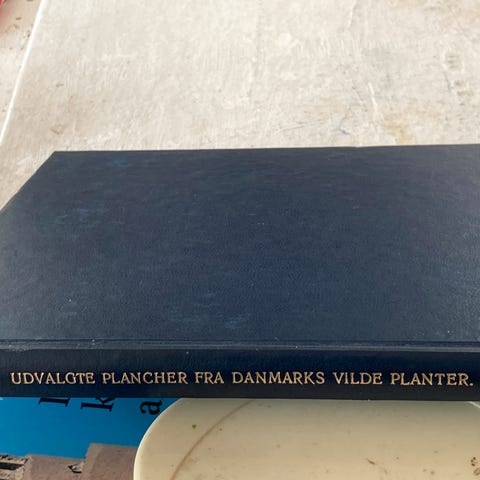 UDVALGTE PLANCHER FRA DANMARKS VILDE PLANTER.